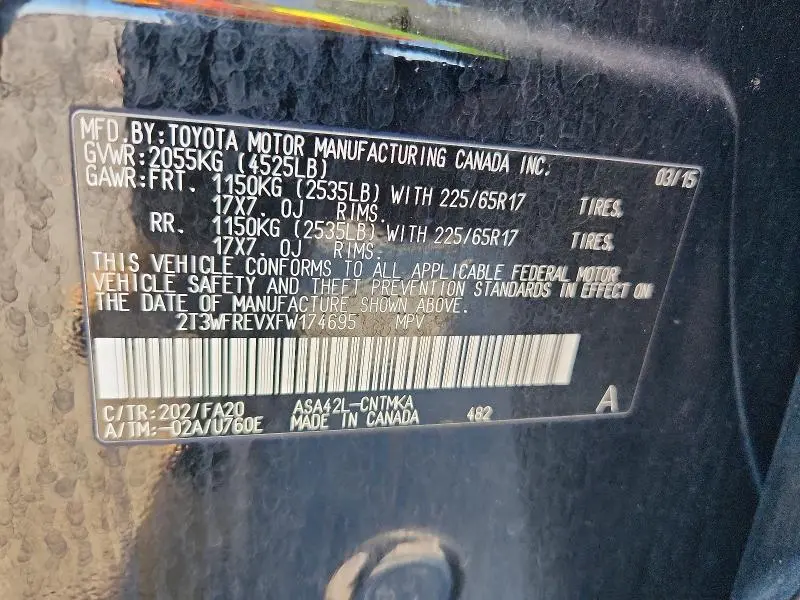 MFD.BY:TOYOTA MOTOR MANUFACTURING CANADA INC.
GVWR:2055KG (4525LB) 03/15
GAWR:FRT. 1150KG (2535LB) WITH 225/65R17 TIRES,
17X7. 0J RIMS.
RR. 1150KG (2535LB) WITH 225/65R17 TIRES,
17X7. 0J RIMS.
THIS VEHICLE CONFORMS TO ALL APPLICABLE FEDERAL MOTOR
VEHICLE SAFETY AND THEFT PREVENTION STANDARDS IN EFFECT ON
THE DATE OF MANUFACTURE SHOWN ABOVE.
2T3WFREVXFW174695 MPV
C/TR:202/FA20 ASA42L-CNTMKA A
A/TM:-02A/U760E MADE IN CANADA 482